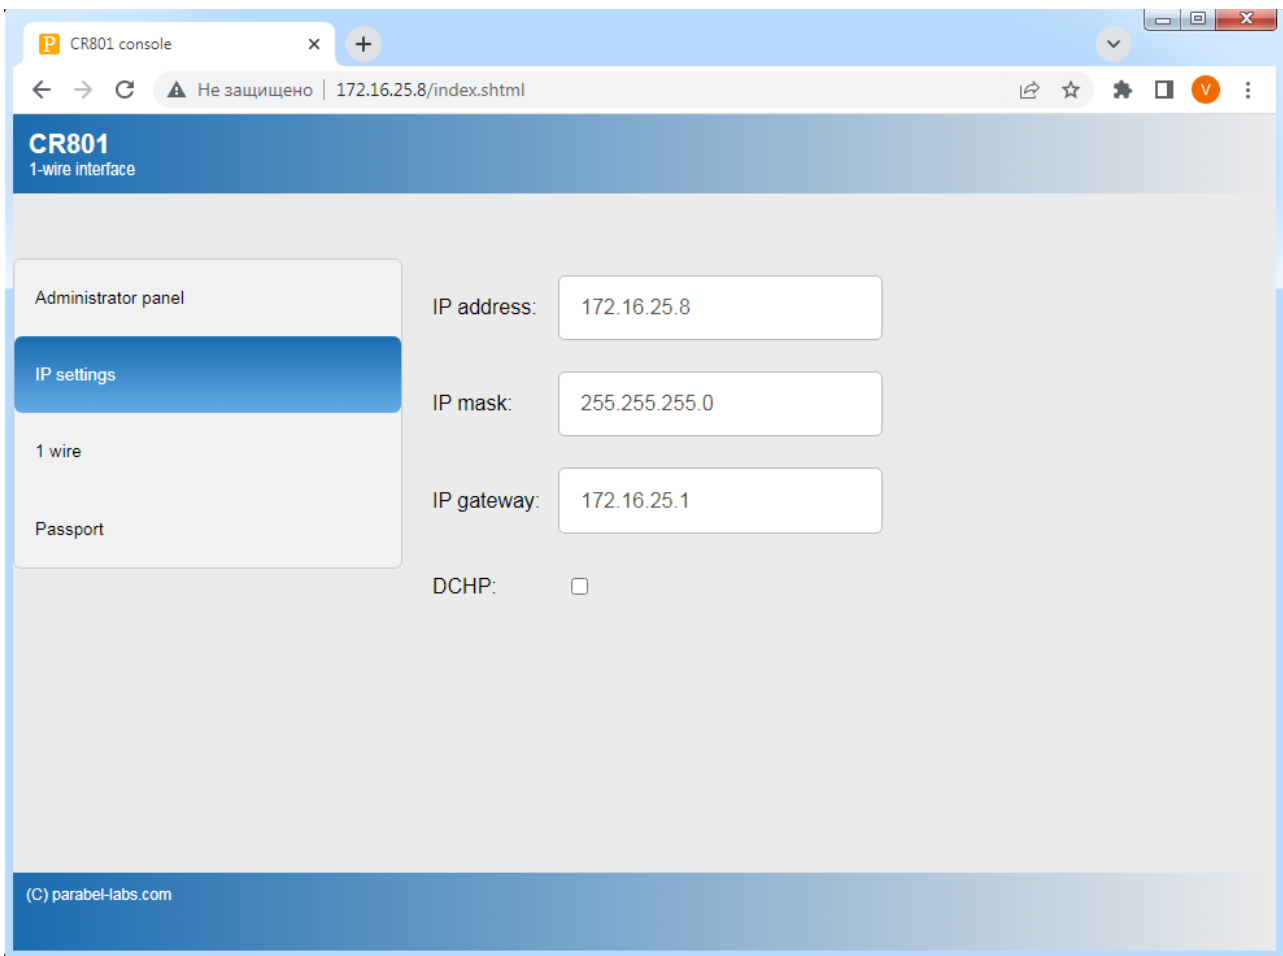 P CR801 console
Не защищено | 172.16.25.8/index.shtml
V
CR801
1-wire interface
Administrator panel
IP settings
1 wire
Passport
IP address: 172.16.25.8
IP mask: 255.255.255.0
IP gateway: 172.16.25.1
DCHP:
(C) parabel-labs.com